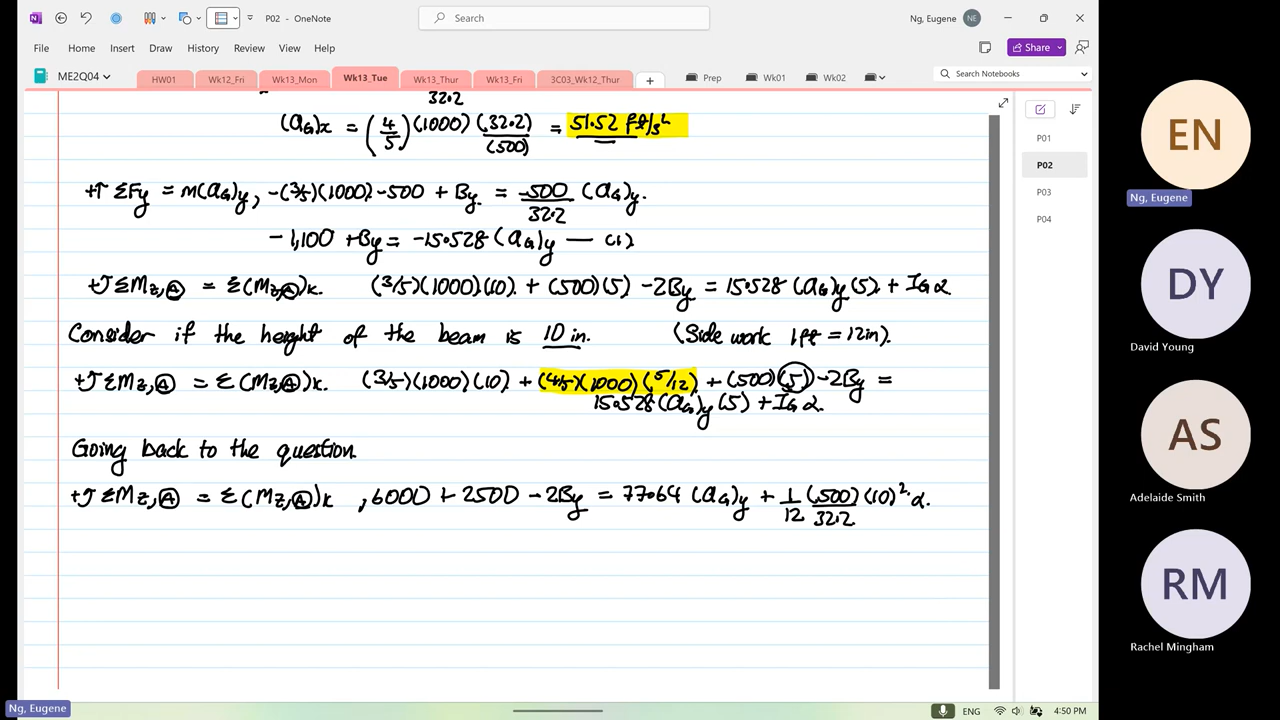 P02 - OneNote
Search
Ng, Eugene NE
File Home Insert Draw History Review View Help
Share
ME2Q04
HW01 Wk12_Fri Wk13_Mon Wk13_Tue Wk13_Thur Wk13_Fri 3C03_Wk12_Thur + Prep Wk01 Wk02
Search Notebooks
P01
P02
P03
P04
32.2
(aG)x = (4/5)(1000)(32.2)/(500) = 51.52 ft/s²
+↑ ΣFy = m(aG)y, -(3/5)(1000) -500 + By = -500/32.2 (aG)y.
-1,100 + By = -15.528 (aG)y — (1).
+↺ ΣMz,A = Σ(Mz,A)k. (3/5)(1000)(10) + (500)(5) - 2By = 15.528 (aG)y (5) + IG α
Consider if the height of the beam is 10 in. (Side work 1ft = 12in).
+↺ ΣMz,A = Σ(Mz,A)k. (3/5)(1000)(10) + (4/5)(1000)(5/12) + (500)(5) - 2By =
15.528 (aG)y (5) + IG α.
Going back to the question
+↺ ΣMz,A = Σ(Mz,A)k , 6000 + 2500 - 2By = 77.64 (aG)y + 1/12 (500)/32.2 (10)² α.
EN
Ng, Eugene
DY
David Young
AS
Adelaide Smith
RM
Rachel Mingham
Ng, Eugene
ENG
4:50 PM